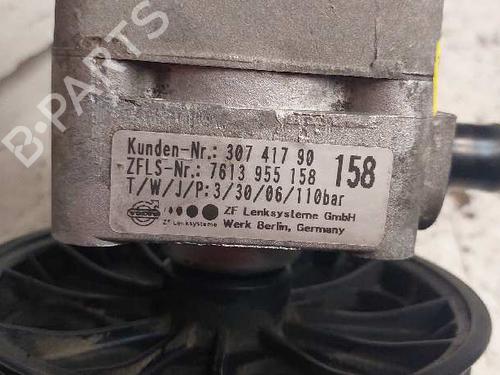 B-PARTS
Kunden-Nr.: 307 417 90
ZFLS-Nr.: 7613 955 158
158
T/W/J/P:3/30/06/110bar
VOLVO
ZF Lenksysteme GmbH
ZF Lenksysteme
Werk Berlin, Germany